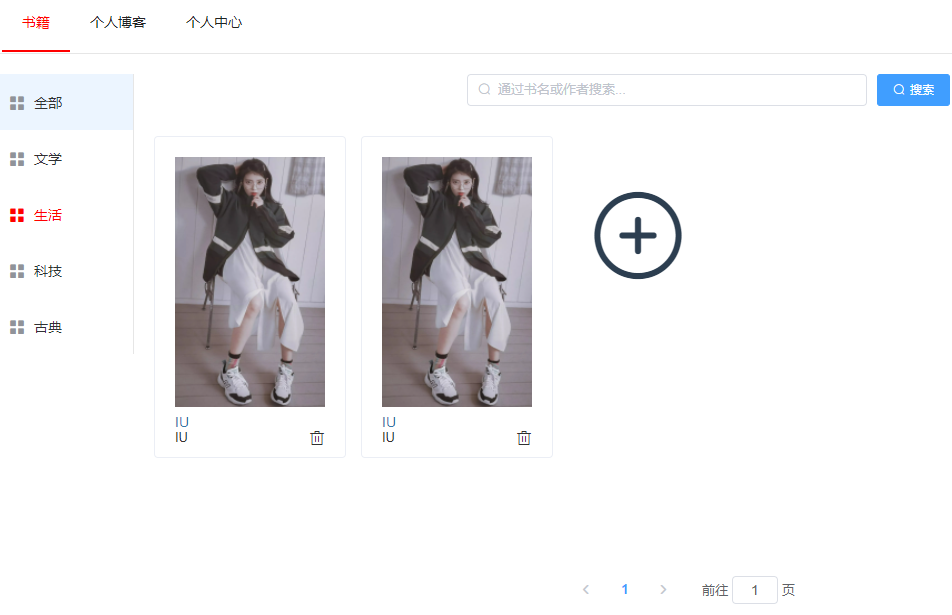 书籍 个人博客 个人中心
通过书名或作者搜索... 搜索
全部
文学
生活
科技
古典
IU IU
IU IU
1 前往 1 页